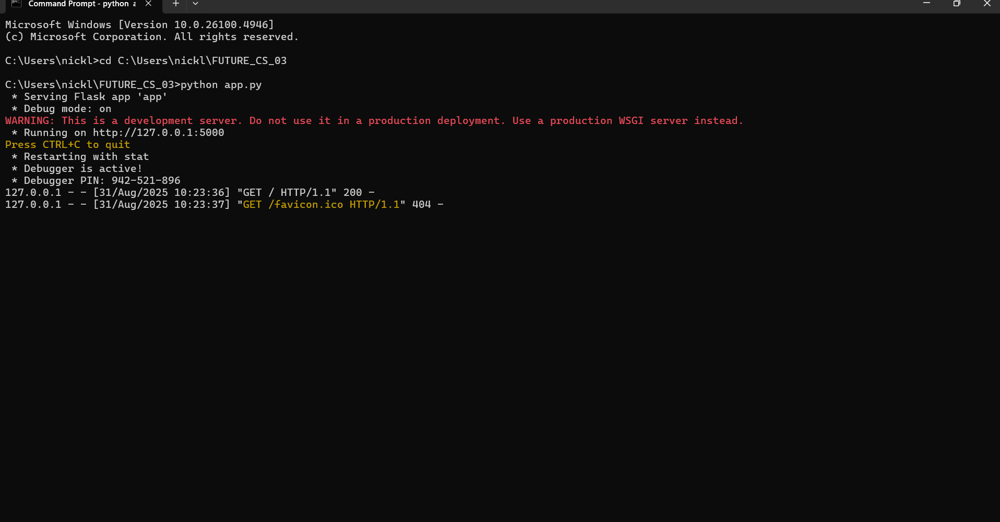 Command Prompt - python a
Microsoft Windows [Version 10.0.26100.4946]
(c) Microsoft Corporation. All rights reserved.
C:\Users\nickl>cd C:\Users\nickl\FUTURE_CS_03
C:\Users\nickl\FUTURE_CS_03>python app.py
 * Serving Flask app 'app'
 * Debug mode: on
WARNING: This is a development server. Do not use it in a production deployment. Use a production WSGI server instead.
 * Running on http://127.0.0.1:5000
Press CTRL+C to quit
 * Restarting with stat
 * Debugger is active!
 * Debugger PIN: 942-521-896
127.0.0.1 - - [31/Aug/2025 10:23:36] "GET / HTTP/1.1" 200 -
127.0.0.1 - - [31/Aug/2025 10:23:37] "GET /favicon.ico HTTP/1.1" 404 -